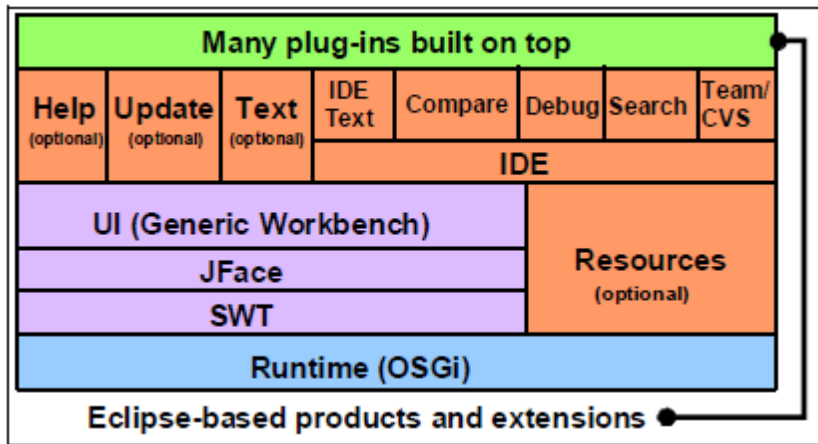 Many plug-ins built on top
Help
(optional)
Update
(optional)
Text
(optional)
IDE
Text
Compare
Debug
Search
Team/
CVS
IDE
UI (Generic Workbench)
JFace
SWT
Resources
(optional)
Runtime (OSGi)
Eclipse-based products and extensions